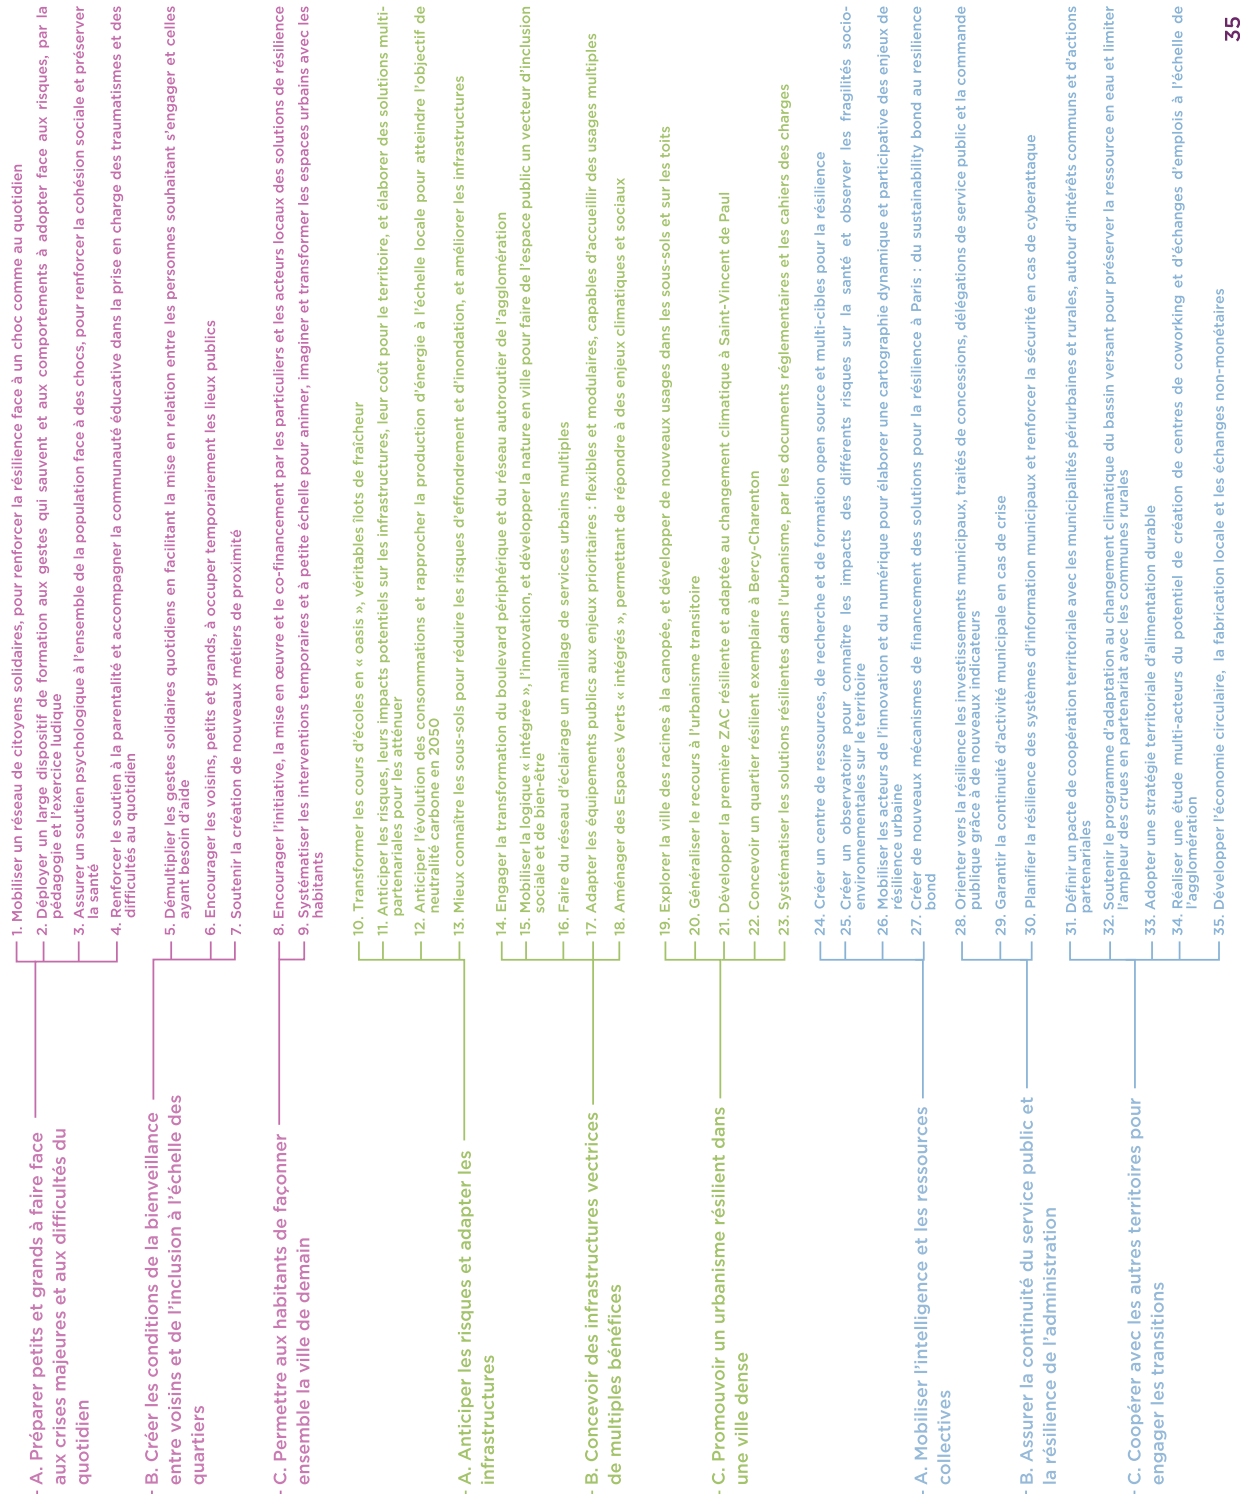 - A. Préparer petits et grands à faire face
aux crises majeures et aux difficultés du
quotidien
1. Mobiliser un réseau de citoyens solidaires, pour renforcer la résilience face à un choc comme au quotidien
2. Déployer un large dispositif de formation aux gestes qui sauvent et aux comportements à adopter face aux risques, par la
pédagogie et l'exercice ludique
3. Assurer un soutien psychologique à l'ensemble de la population face à des chocs, pour renforcer la cohésion sociale et préserver
la santé
4. Renforcer le soutien à la parentalité et accompagner la communauté éducative dans la prise en charge des traumatismes et des
difficultés au quotidien
- B. Créer les conditions de la bienveillance
entre voisins et de l'inclusion à l'échelle des
quartiers
5. Démultiplier les gestes solidaires quotidiens en facilitant la mise en relation entre les personnes souhaitant s'engager et celles
ayant besoin d'aide
6. Encourager les voisins, petits et grands, à occuper temporairement les lieux publics
7. Soutenir la création de nouveaux métiers de proximité
- C. Permettre aux habitants de façonner
ensemble la ville de demain
8. Encourager l'initiative, la mise en œuvre et le co-financement par les particuliers et les acteurs locaux des solutions de résilience
9. Systématiser les interventions temporaires et à petite échelle pour animer, imaginer et transformer les espaces urbains avec les
habitants
- A. Anticiper les risques et adapter les
infrastructures
10. Transformer les cours d'écoles en « oasis », véritables îlots de fraîcheur
11. Anticiper les risques, leurs impacts potentiels sur les infrastructures, leur coût pour le territoire, et élaborer des solutions multi-
partenariales pour les atténuer
12. Anticiper l'évolution des consommations et rapprocher la production d'énergie à l'échelle locale pour atteindre l'objectif de
neutralité carbone en 2050
13. Mieux connaître les sous-sols pour réduire les risques d'effondrement et d'inondation, et améliorer les infrastructures
- B. Concevoir des infrastructures vectrices
de multiples bénéfices
14. Engager la transformation du boulevard périphérique et du réseau autoroutier de l'agglomération
15. Mobiliser la logique « intégrée », l'innovation, et développer la nature en ville pour faire de l'espace public un vecteur d'inclusion
sociale et de bien-être
16. Faire du réseau d'éclairage un maillage de services urbains multiples
17. Adapter les équipements publics aux enjeux prioritaires : flexibles et modulaires, capables d'accueillir des usages multiples
18. Aménager des Espaces Verts « intégrés », permettant de répondre à des enjeux climatiques et sociaux
- C. Promouvoir un urbanisme résilient dans
une ville dense
19. Explorer la ville des racines à la canopée, et développer de nouveaux usages dans les sous-sols et sur les toits
20. Généraliser le recours à l'urbanisme transitoire
21. Développer la première ZAC résiliente et adaptée au changement climatique à Saint-Vincent de Paul
22. Concevoir un quartier résilient exemplaire à Bercy-Charenton
23. Systématiser les solutions résilientes dans l'urbanisme, par les documents réglementaires et les cahiers des charges
- A. Mobiliser l'intelligence et les ressources
collectives
24. Créer un centre de ressources, de recherche et de formation open source et multi-cibles pour la résilience
25. Créer un observatoire pour connaître les impacts des différents risques sur la santé et observer les fragilités socio-
environnementales sur le territoire
26. Mobiliser les acteurs de l'innovation et du numérique pour élaborer une cartographie dynamique et participative des enjeux de
résilience urbaine
27. Créer de nouveaux mécanismes de financement des solutions pour la résilience à Paris : du sustainability bond au resilience
bond
- B. Assurer la continuité du service public et
la résilience de l'administration
28. Orienter vers la résilience les investissements municipaux, traités de concessions, délégations de service public et la commande
publique grâce à de nouveaux indicateurs
29. Garantir la continuité d'activité municipale en cas de crise
30. Planifier la résilience des systèmes d'information municipaux et renforcer la sécurité en cas de cyberattaque
- C. Coopérer avec les autres territoires pour
engager les transitions
31. Définir un pacte de coopération territoriale avec les municipalités périurbaines et rurales, autour d'intérêts communs et d'actions
partenariales
32. Soutenir le programme d'adaptation au changement climatique du bassin versant pour préserver la ressource en eau et limiter
l'ampleur des crues en partenariat avec les communes rurales
33. Adopter une stratégie territoriale d'alimentation durable
34. Réaliser une étude multi-acteurs du potentiel de création de centres de coworking et d'échanges d'emplois à l'échelle de
l'agglomération
35. Développer l'économie circulaire, la fabrication locale et les échanges non-monétaires
35